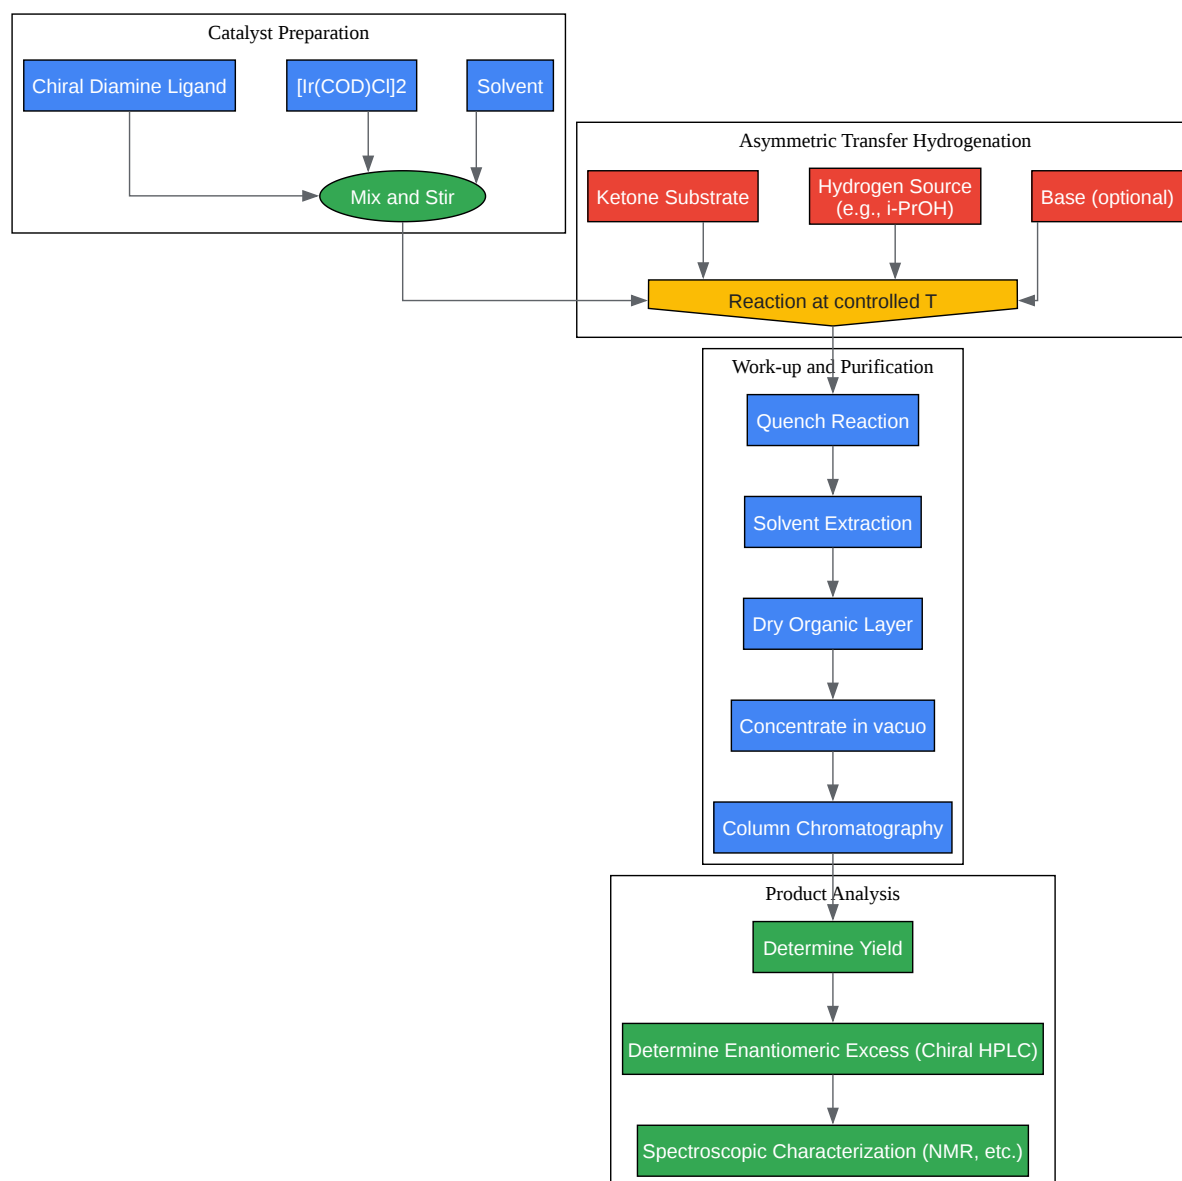 Catalyst Preparation
Chiral Diamine Ligand
[Ir(COD)Cl]2
Solvent
Mix and Stir
Asymmetric Transfer Hydrogenation
Ketone Substrate
Hydrogen Source
(e.g., i-PrOH)
Base (optional)
Reaction at controlled T
Work-up and Purification
Quench Reaction
Solvent Extraction
Dry Organic Layer
Concentrate in vacuo
Column Chromatography
Product Analysis
Determine Yield
Determine Enantiomeric Excess (Chiral HPLC)
Spectroscopic Characterization (NMR, etc.)